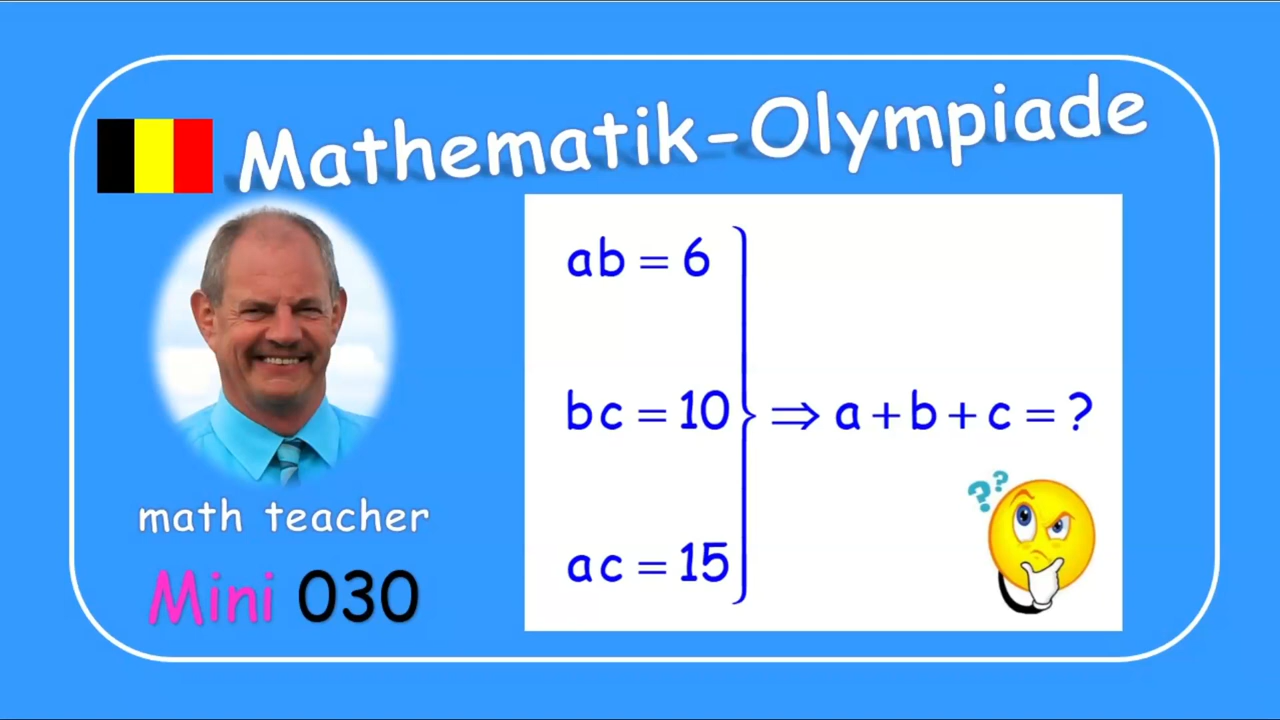 Mathematik-Olympiade
ab = 6
bc = 10 ⇒ a + b + c = ?
ac = 15
??
math teacher
Mini 030